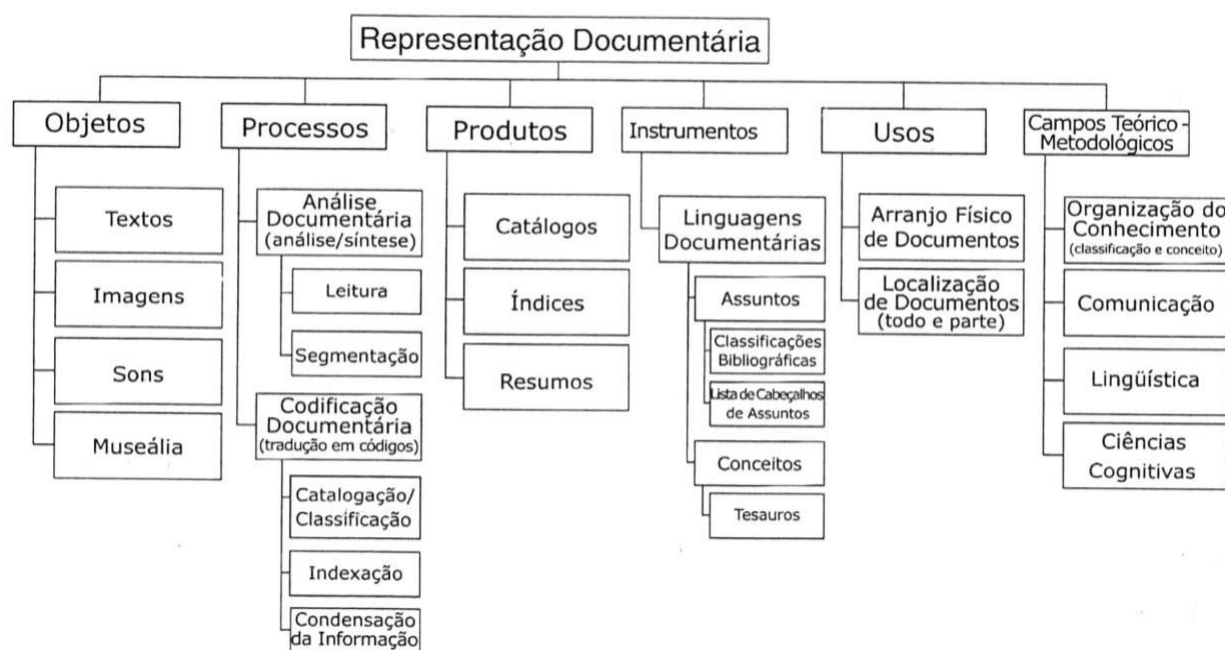 Representação Documentária
Objetos
Textos
Imagens
Sons
Museália
Processos
Análise
Documentária
(análise/síntese)
Leitura
Segmentação
Codificação
Documentária
(tradução em códigos)
Catalogação/
Classificação
Indexação
Condensação
da Informação
Produtos
Catálogos
Índices
Resumos
Instrumentos
Linguagens
Documentárias
Assuntos
Classificações
Bibliográficas
Lista de Cabeçalhos
de Assuntos
Conceitos
Tesauros
Usos
Arranjo Físico
de Documentos
Localização
de Documentos
(todo e parte)
Campos Teórico-
Metodológicos
Organização do
Conhecimento
(classificação e conceito)
Comunicação
Lingüística
Ciências
Cognitivas